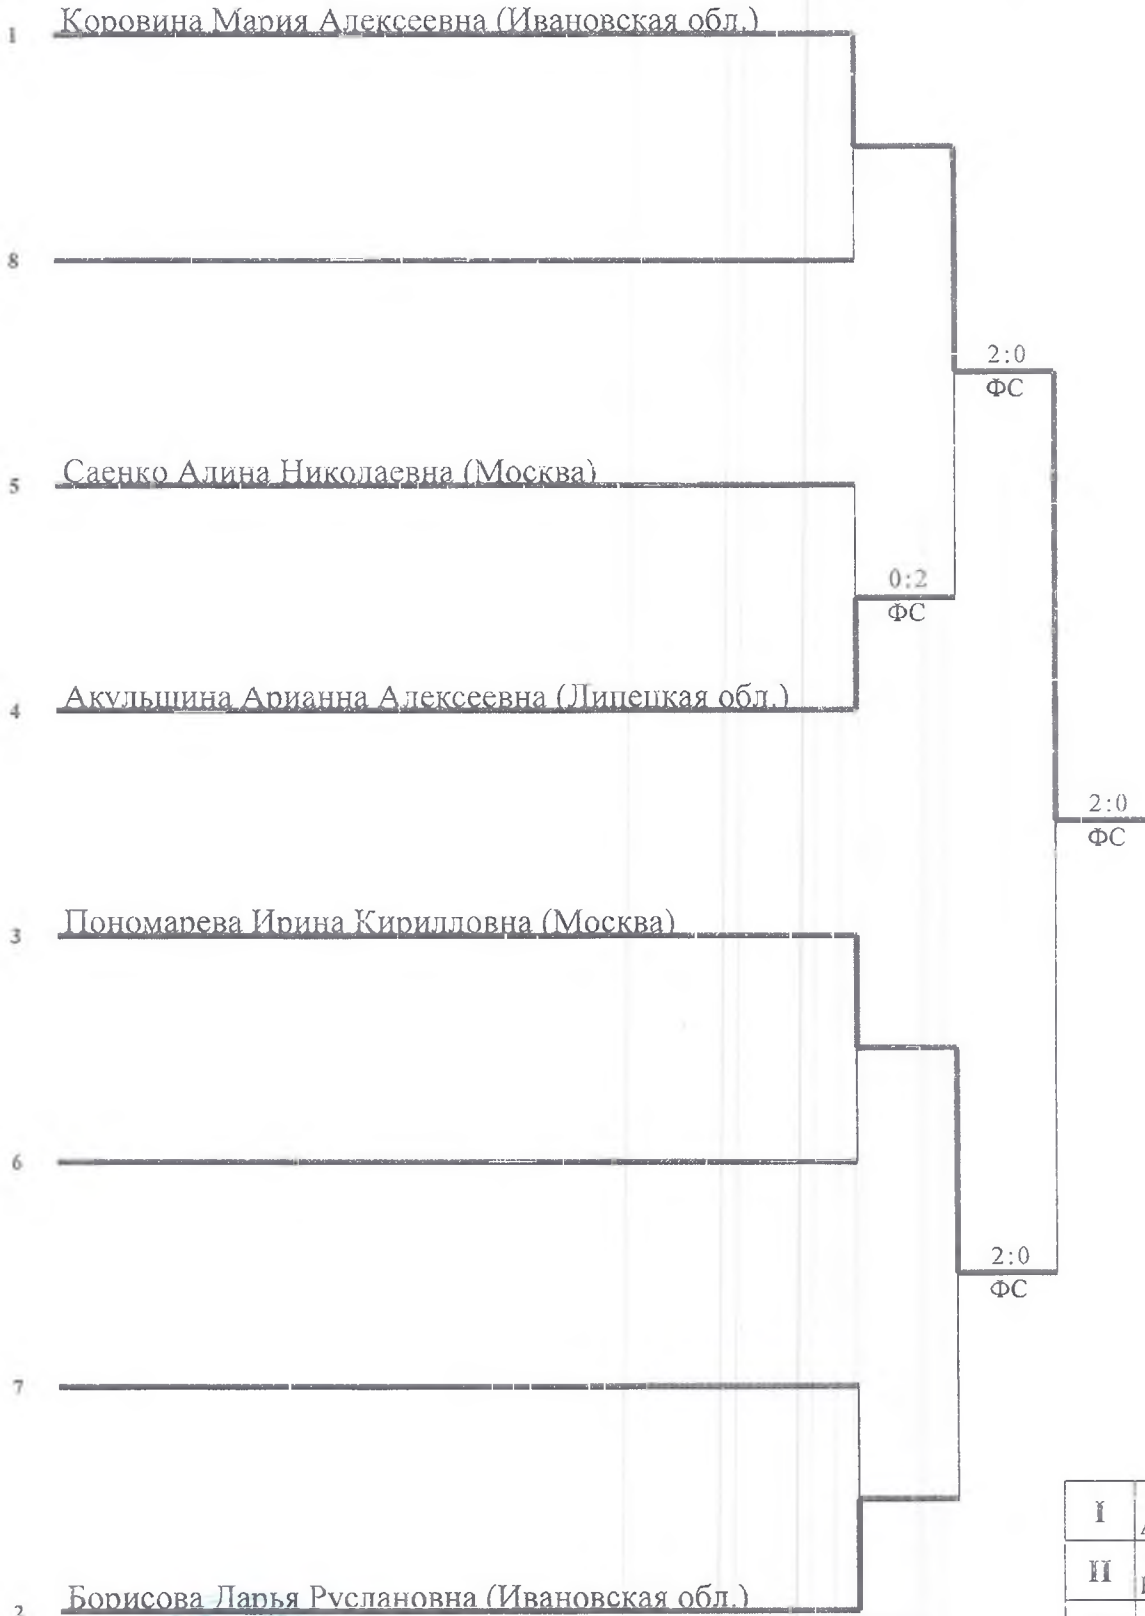 1 Коровина Мария Алексеевна (Ивановская обл.)
8
2:0
ФС
5 Саенко Алина Николаевна (Москва)
0:2
ФС
4 Акульшина Арианна Алексеевна (Липецкая обл.)
2:0
ФС
3 Пономарева Ирина Кирилловна (Москва)
6
2:0
ФС
7
I
II
2 Борисова Дарья Руслановна (Ивановская обл.)